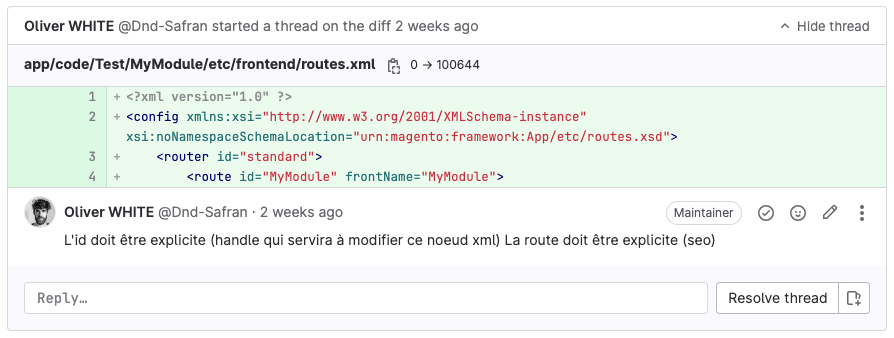 Oliver WHITE @Dnd-Safran started a thread on the diff 2 weeks ago Hide thread
app/code/Test/MyModule/etc/frontend/routes.xml 0 → 100644
1 + <?xml version="1.0" ?>
2 + <config xmlns:xsi="http://www.w3.org/2001/XMLSchema-instance"
xsi:noNamespaceSchemaLocation="urn:magento:framework:App/etc/routes.xsd">
3 + <router id="standard">
4 + <route id="MyModule" frontName="MyModule">
Oliver WHITE @Dnd-Safran · 2 weeks ago Maintainer
L'id doit être explicite (handle qui servira à modifier ce noeud xml) La route doit être explicite (seo)
Reply… Resolve thread